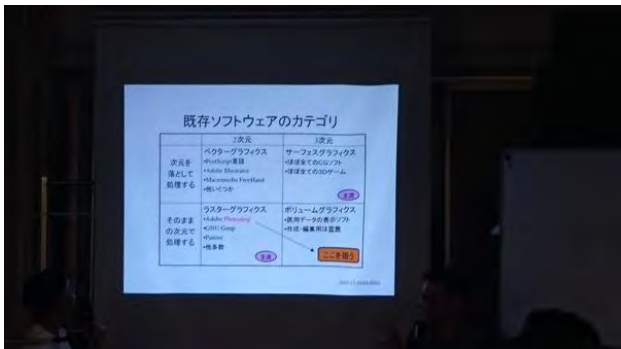 既存ソフトウェアのカテゴリ
2次元
3次元
次元を
落として
処理する
ベクターグラフィクス
•PostScript言語
•Adobe Illustrator
•Macromedia FreeHand
•他いくつか
サーフェスグラフィクス
•ほぼ全てのCGソフト
•ほぼ全ての3Dゲーム
主流
そのまま
の次元で
処理する
ラスターグラフィクス
•Adobe Photoshop
•GNU Gimp
•Painter
•他多数
主流
ボリュームグラフィクス
•医用データの表示ソフト
•作成・編集用は皆無
ここを狙う